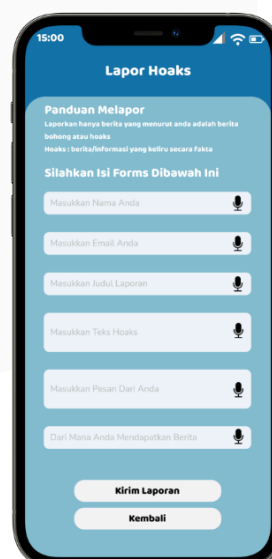 15:00
Lapor Hoaks
Panduan Melapor
Laporkan hanya berita yang menurut anda adalah berita
bohong atau hoaks
Hoaks : berita/informasi yang keliru secara fakta
Silahkan Isi Forms Dibawah Ini
Masukkan Nama Anda
Masukkan Email Anda
Masukkan Judul Laporan
Masukkan Teks Hoaks
Masukkan Pesan Dari Anda
Dari Mana Anda Mendapatkan Berita
Kirim Laporan
Kembali